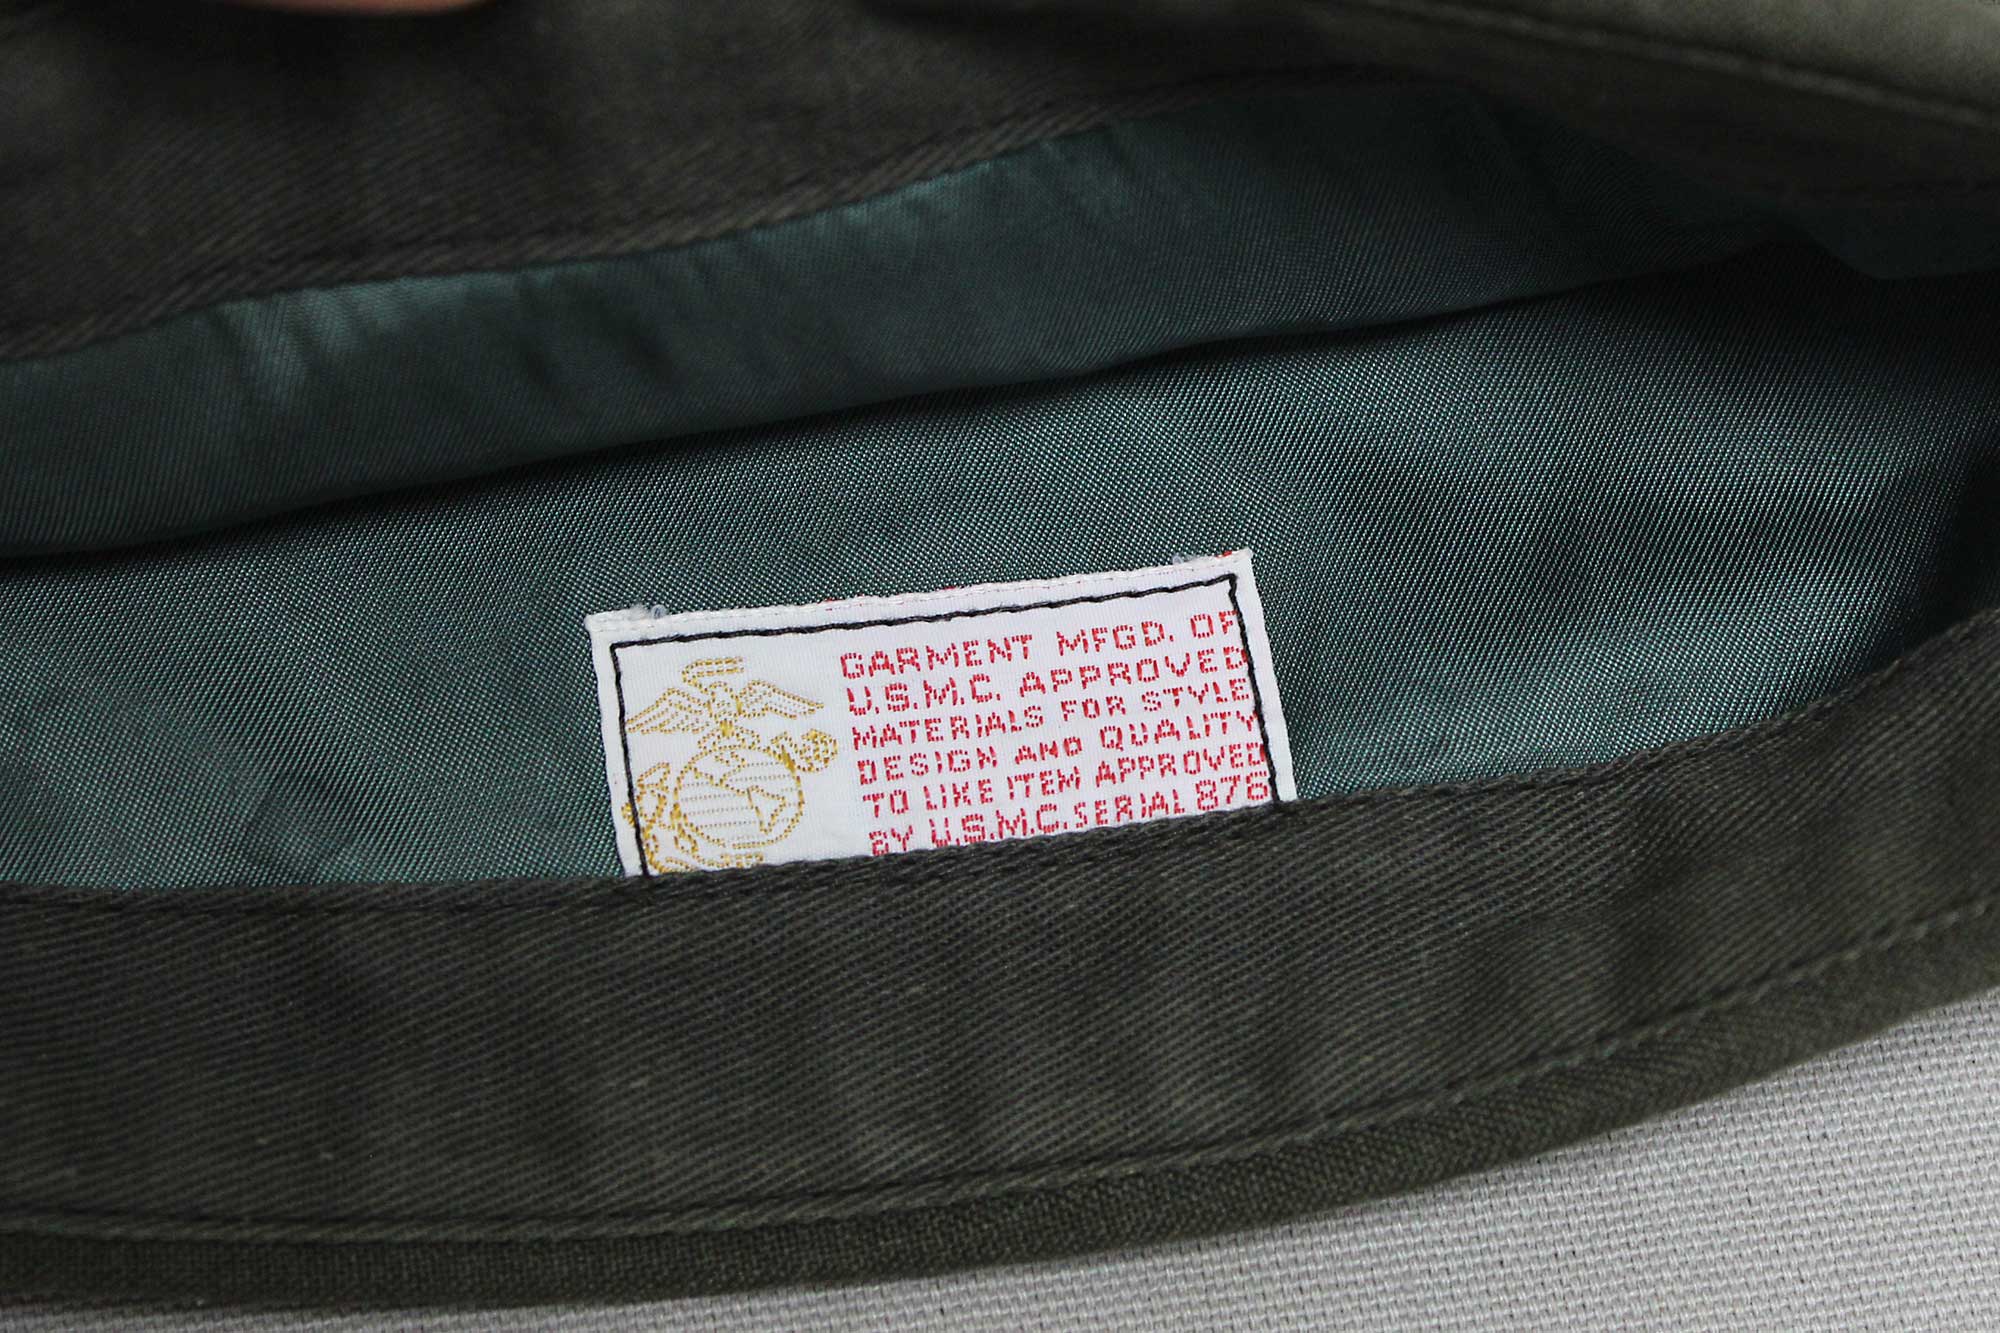 GARMENT MFGD. OF
U.S.M.C. APPROVED
MATERIALS FOR STYLE
DESIGN AND QUALITY
TO LIKE ITEM APPROVED
BY U.S.M.C. SERIAL 876